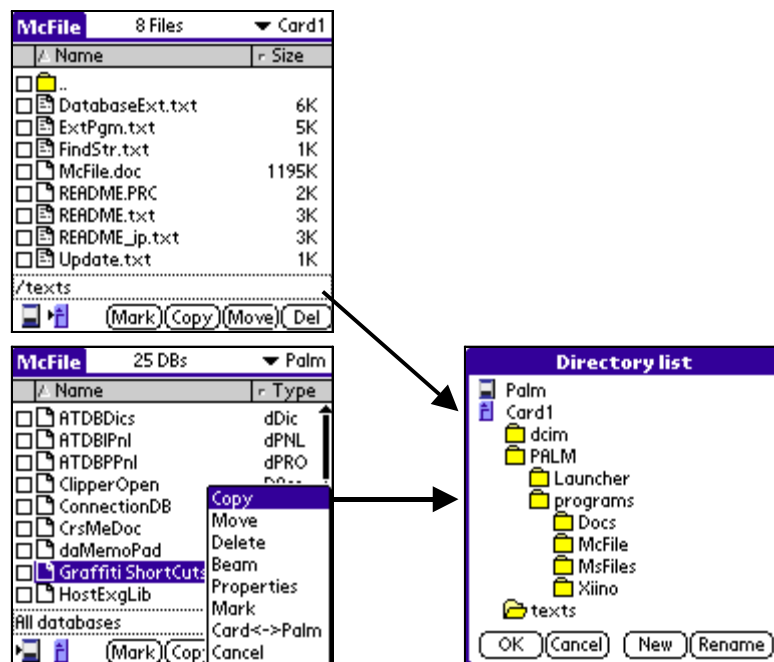 McFile 8 Files Card1
Name Size
..
DatabaseExt.txt 6K
ExtPgm.txt 5K
FindStr.txt 1K
McFile.doc 1195K
README.PRC 2K
README.txt 3K
README_jp.txt 3K
Update.txt 1K
/texts
Mark Copy Move Del
McFile 25 DBs Palm
Name Type
ATDBDics dDic
ATDBIPnl dPNL
ATDBPPnl dPRO
ClipperOpen
ConnectionDB
CrsMeDoc
daMemoPad
Graffiti ShortCuts
HostExgLib
All databases
Mark Cop
Copy
Move
Delete
Beam
Properties
Mark
Card<->Palm
Cancel
Directory list
Palm
Card1
dcim
PALM
Launcher
programs
Docs
McFile
MsFiles
Xiino
texts
OK Cancel New Rename